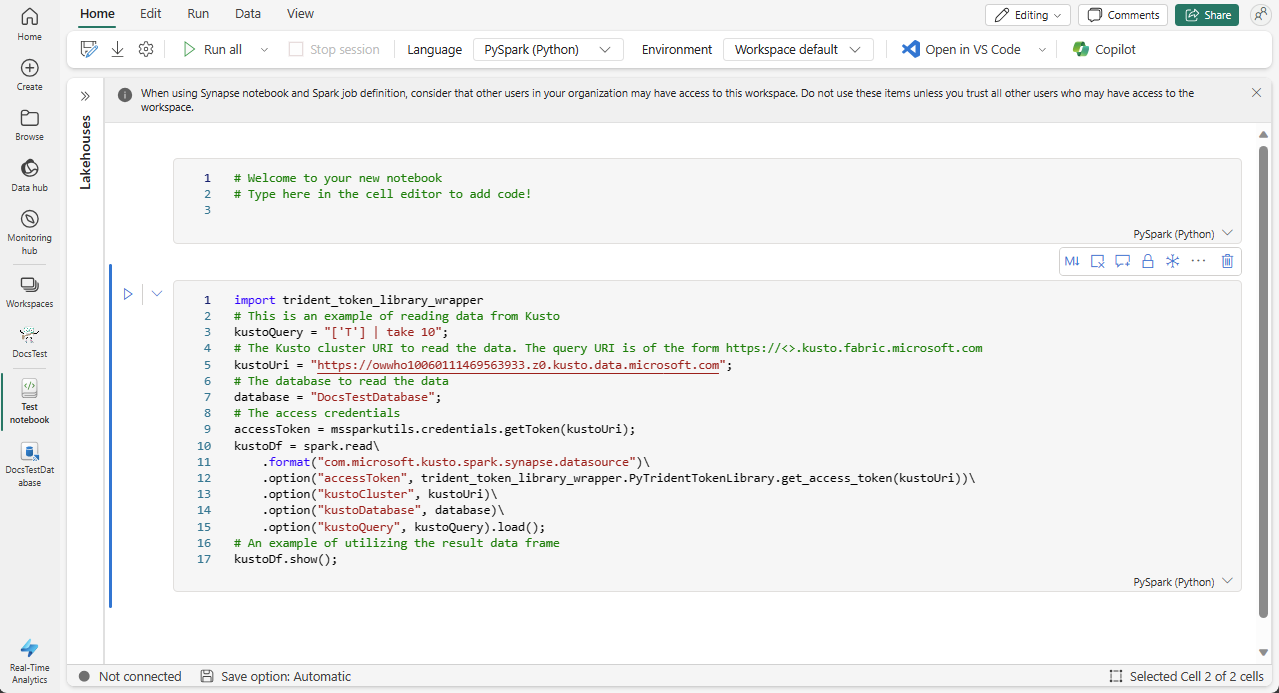 Home
Edit
Run
Data
View
Editing
Comments
Share
Run all
Stop session
Language
PySpark (Python)
Environment
Workspace default
Open in VS Code
Copilot
Home
Create
Browse
Data hub
Monitoring
hub
Workspaces
DocsTest
Test
notebook
DocsTestDat
abase
Real-Time
Analytics
Lakehouses
When using Synapse notebook and Spark job definition, consider that other users in your organization may have access to this workspace. Do not use these items unless you trust all other users who may have access to the
workspace.
1 # Welcome to your new notebook
2 # Type here in the cell editor to add code!
3
PySpark (Python)
M↓
1 import trident_token_library_wrapper
2 # This is an example of reading data from Kusto
3 kustoQuery = "['T'] | take 10";
4 # The Kusto cluster URI to read the data. The query URI is of the form https://<>.kusto.fabric.microsoft.com
5 kustoUri = "https://owwho10060111469563933.z0.kusto.data.microsoft.com";
6 # The database to read the data
7 database = "DocsTestDatabase";
8 # The access credentials
9 accessToken = mssparkutils.credentials.getToken(kustoUri);
10 kustoDf = spark.read\
11     .format("com.microsoft.kusto.spark.synapse.datasource")\
12     .option("accessToken", trident_token_library_wrapper.PyTridentTokenLibrary.get_access_token(kustoUri))\
13     .option("kustoCluster", kustoUri)\
14     .option("kustoDatabase", database)\
15     .option("kustoQuery", kustoQuery).load();
16 # An example of utilizing the result data frame
17 kustoDf.show();
PySpark (Python)
Not connected
Save option: Automatic
Selected Cell 2 of 2 cells